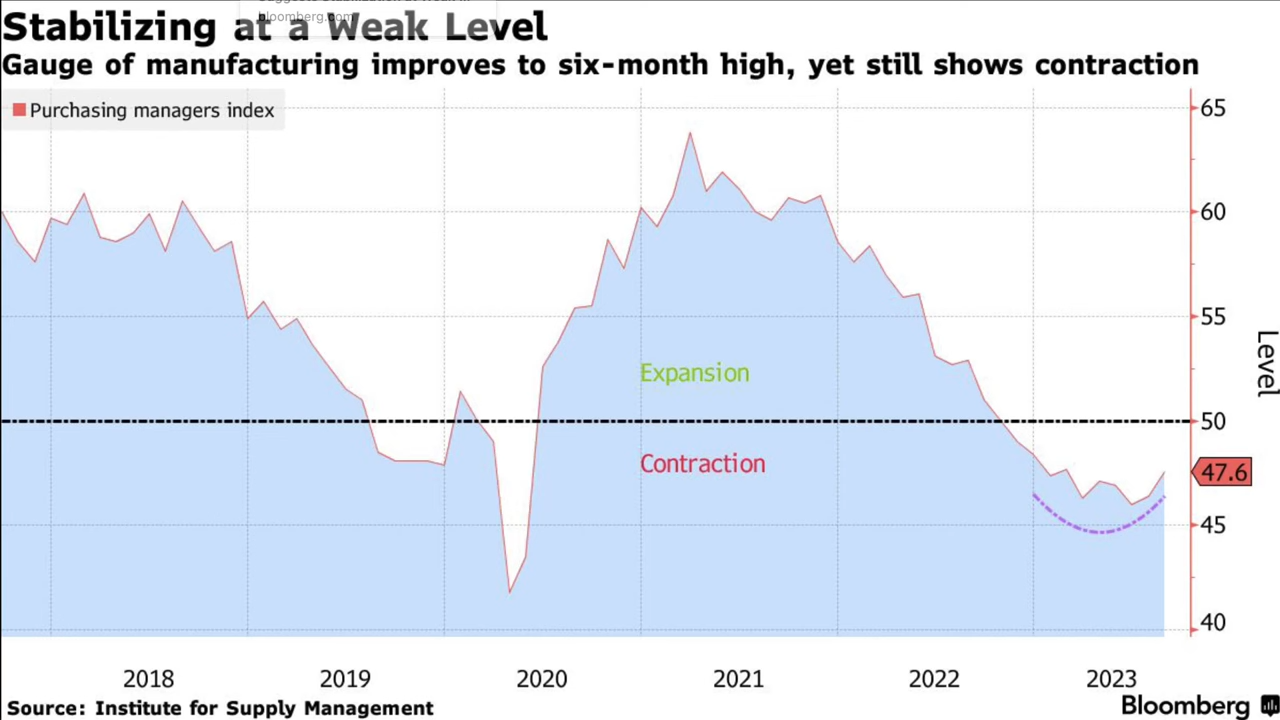 bloomberg.com
Stabilizing at a Weak Level
Gauge of manufacturing improves to six-month high, yet still shows contraction
Purchasing managers index
65
60
55
Expansion
Level
50
Contraction
47.6
45
40
2018 2019 2020 2021 2022 2023
Source: Institute for Supply Management
Bloomberg